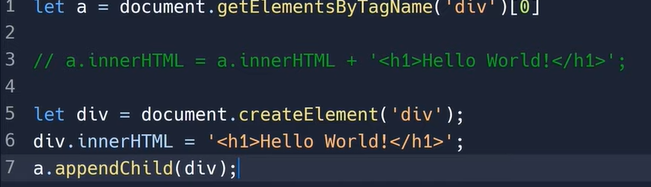 1 let a = document.getElementsByTagName('div')[0]
2
3 // a.innerHTML = a.innerHTML + '<h1>Hello World!</h1>';
4
5 let div = document.createElement('div');
6 div.innerHTML = '<h1>Hello World!</h1>';
7 a.appendChild(div);